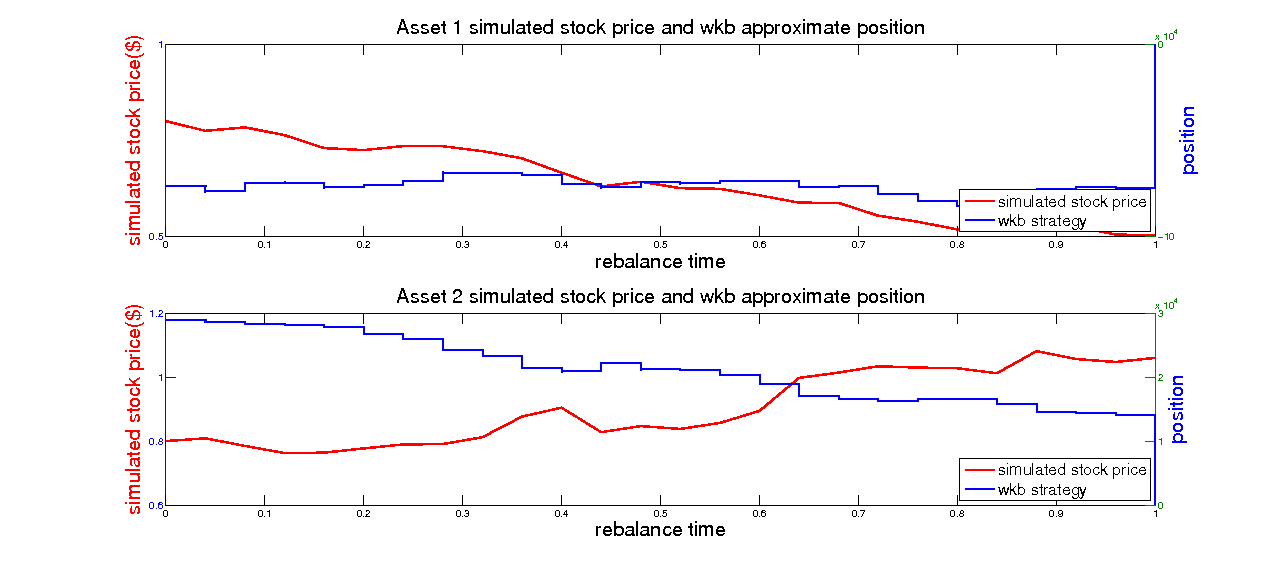 Asset 1 simulated stock price and wkb approximate position
x 10^4
1 0
simulated stock price($)
position
simulated stock price
wkb strategy
0.5 -10
0 0.1 0.2 0.3 0.4 0.5 0.6 0.7 0.8 0.9 1
rebalance time
Asset 2 simulated stock price and wkb approximate position
x 10^4
1.2 3
1 2
0.8 1
0.6 0
simulated stock price($)
position
simulated stock price
wkb strategy
0 0.1 0.2 0.3 0.4 0.5 0.6 0.7 0.8 0.9 1
rebalance time